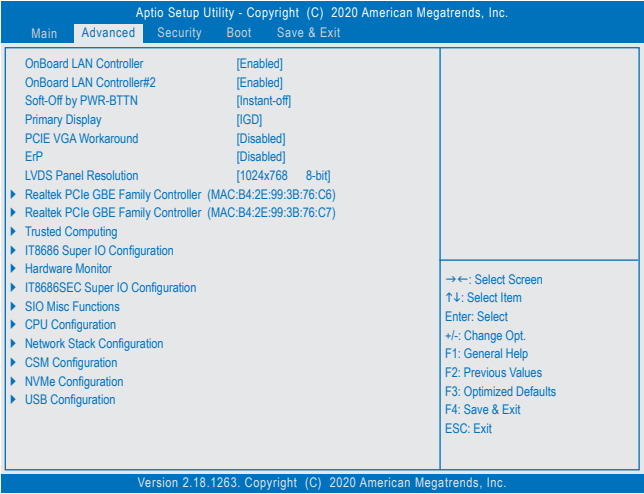 Aptio Setup Utility - Copyright (C) 2020 American Megatrends, Inc.
Main Advanced Security Boot Save & Exit
OnBoard LAN Controller [Enabled]
OnBoard LAN Controller#2 [Enabled]
Soft-Off by PWR-BTTN [Instant-off]
Primary Display [IGD]
PCIE VGA Workaround [Disabled]
ErP [Disabled]
LVDS Panel Resolution [1024x768 8-bit]
Realtek PCIe GBE Family Controller (MAC:B4:2E:99:3B:76:C6)
Realtek PCIe GBE Family Controller (MAC:B4:2E:99:3B:76:C7)
Trusted Computing
IT8686 Super IO Configuration
Hardware Monitor
IT8686SEC Super IO Configuration
SIO Misc Functions
CPU Configuration
Network Stack Configuration
CSM Configuration
NVMe Configuration
USB Configuration
→←: Select Screen
↑↓: Select Item
Enter: Select
+/-: Change Opt.
F1: General Help
F2: Previous Values
F3: Optimized Defaults
F4: Save & Exit
ESC: Exit
Version 2.18.1263. Copyright (C) 2020 American Megatrends, Inc.